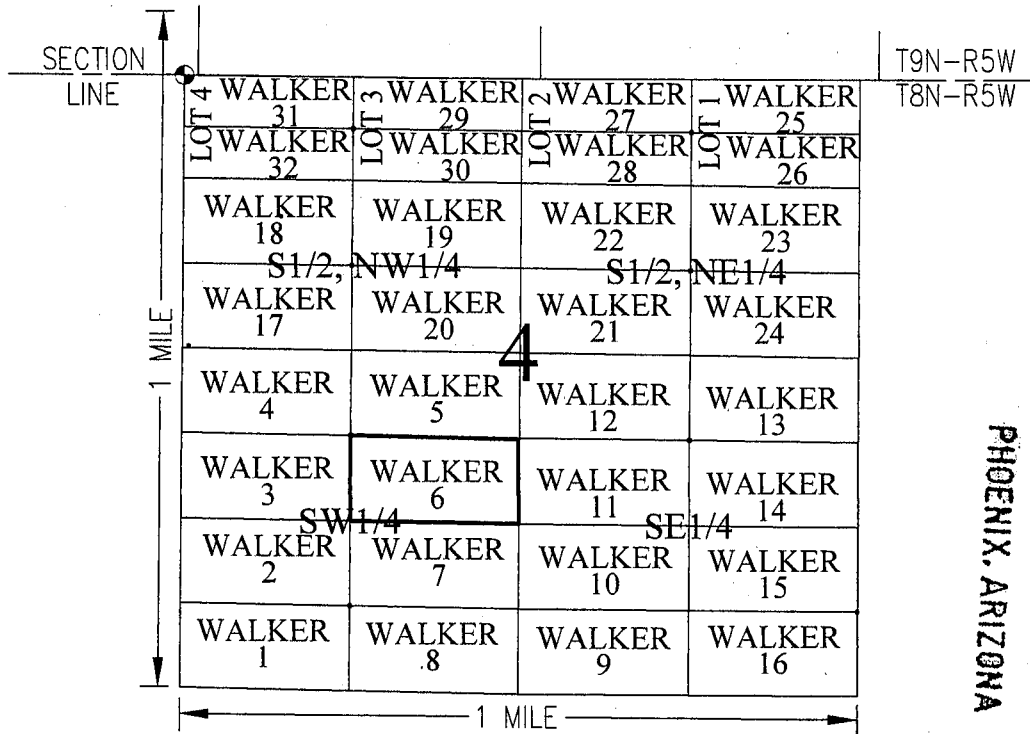 SECTION
LINE
T9N-R5W
T8N-R5W
LOT 4
WALKER
31
LOT 3
WALKER
29
LOT 2
WALKER
27
LOT 1
WALKER
25
WALKER
32
WALKER
30
WALKER
28
WALKER
26
WALKER
18
WALKER
19
WALKER
22
WALKER
23
S1/2, NW1/4
S1/2, NE1/4
WALKER
17
WALKER
20
WALKER
21
WALKER
24
4
1 MILE
WALKER
4
WALKER
5
WALKER
12
WALKER
13
WALKER
3
WALKER
6
WALKER
11
WALKER
14
SW1/4
SE1/4
WALKER
2
WALKER
7
WALKER
10
WALKER
15
WALKER
1
WALKER
8
WALKER
9
WALKER
16
1 MILE
PHOENIX, ARIZONA